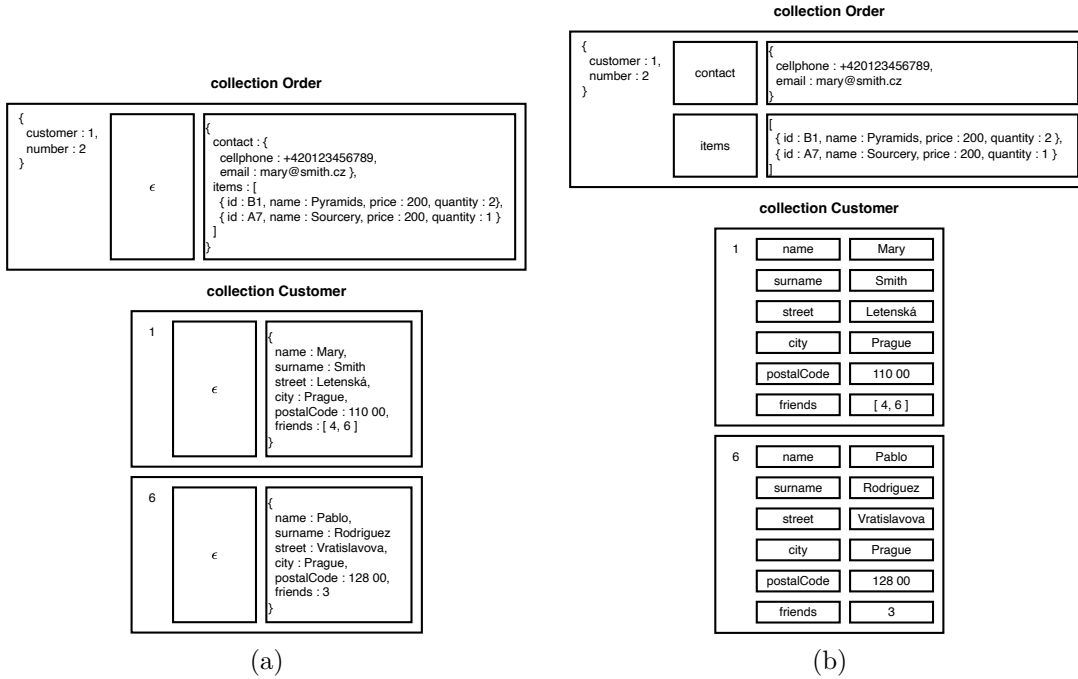 collection Order
{
customer : 1,
number : 2
}
ϵ
{
contact : {
cellphone : +420123456789,
email : mary@smith.cz },
items : [
{ id : B1, name : Pyramids, price : 200, quantity : 2},
{ id : A7, name : Sourcery, price : 200, quantity : 1 }
]
}
collection Customer
1
ϵ
{
name : Mary,
surname : Smith
street : Letenská,
city : Prague,
postalCode : 110 00,
friends : [ 4, 6 ]
}
6
ϵ
{
name : Pablo,
surname : Rodriguez
street : Vratislavova,
city : Prague,
postalCode : 128 00,
friends : 3
}
(a)
collection Order
{
customer : 1,
number : 2
}
contact
{
cellphone : +420123456789,
email : mary@smith.cz
}
items
[
{ id : B1, name : Pyramids, price : 200, quantity : 2 },
{ id : A7, name : Sourcery, price : 200, quantity : 1 }
]
collection Customer
1 name Mary
surname Smith
street Letenská
city Prague
postalCode 110 00
friends [ 4, 6 ]
6 name Pablo
surname Rodriguez
street Vratislavova
city Prague
postalCode 128 00
friends 3
(b)